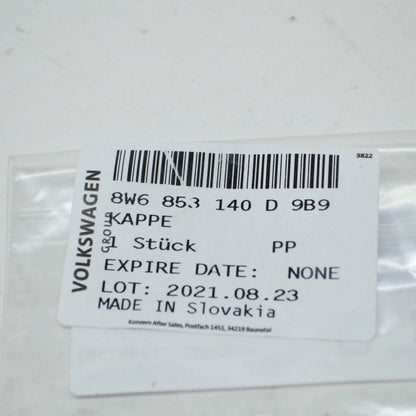 3822
8W6 853 140 D 9B9
KAPPE
1 Stück PP
EXPIRE DATE: NONE
LOT: 2021.08.23
MADE IN Slovakia
Konzern After Sales, Postfach 1451, 34219 Baunatal
VOLKSWAGEN
GROUP